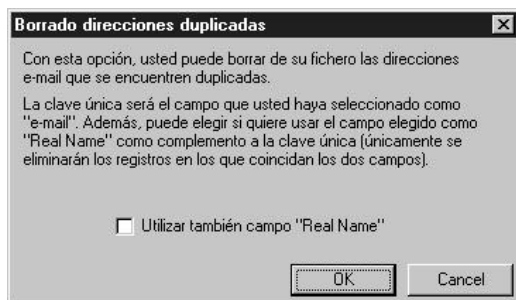 Borrado direcciones duplicadas
Con esta opción, usted puede borrar de su fichero las direcciones
e-mail que se encuentren duplicadas.
La clave única será el campo que usted haya seleccionado como
"e-mail". Además, puede elegir si quiere usar el campo elegido como
"Real Name" como complemento a la clave única (únicamente se
eliminarán los registros en los que coincidan los dos campos).
Utilizar también campo "Real Name"
OK Cancel